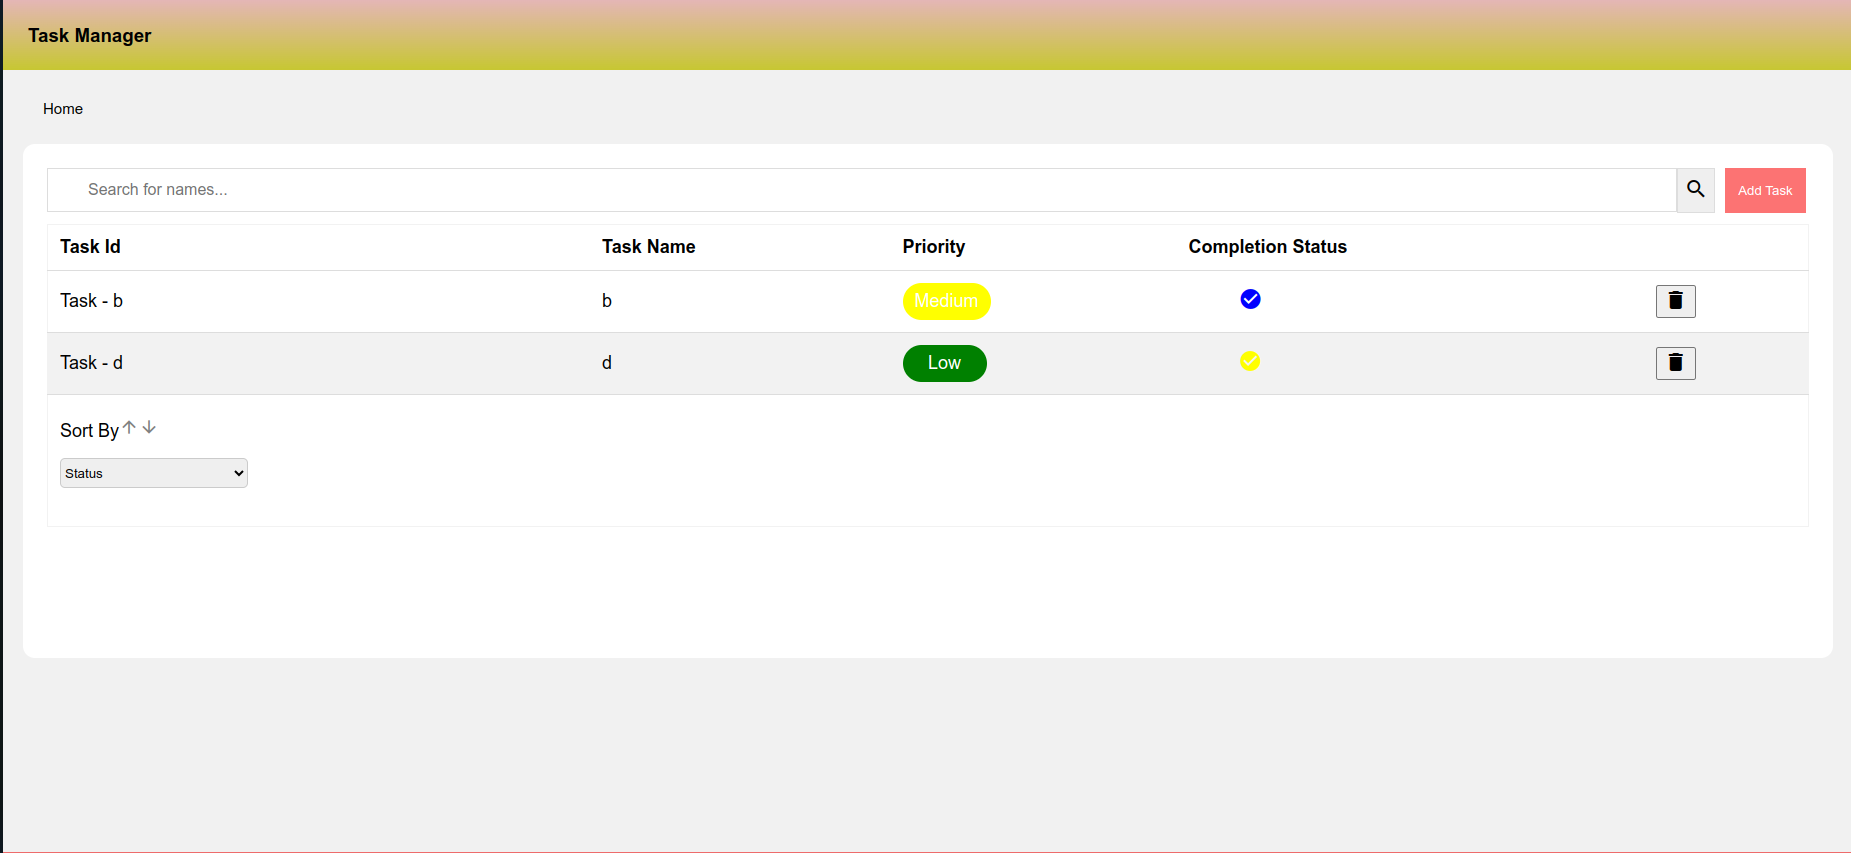 Task Manager
Home
Search for names...
Add Task
Task Id Task Name Priority Completion Status
Task - b b Medium
Task - d d Low
Sort By
Status